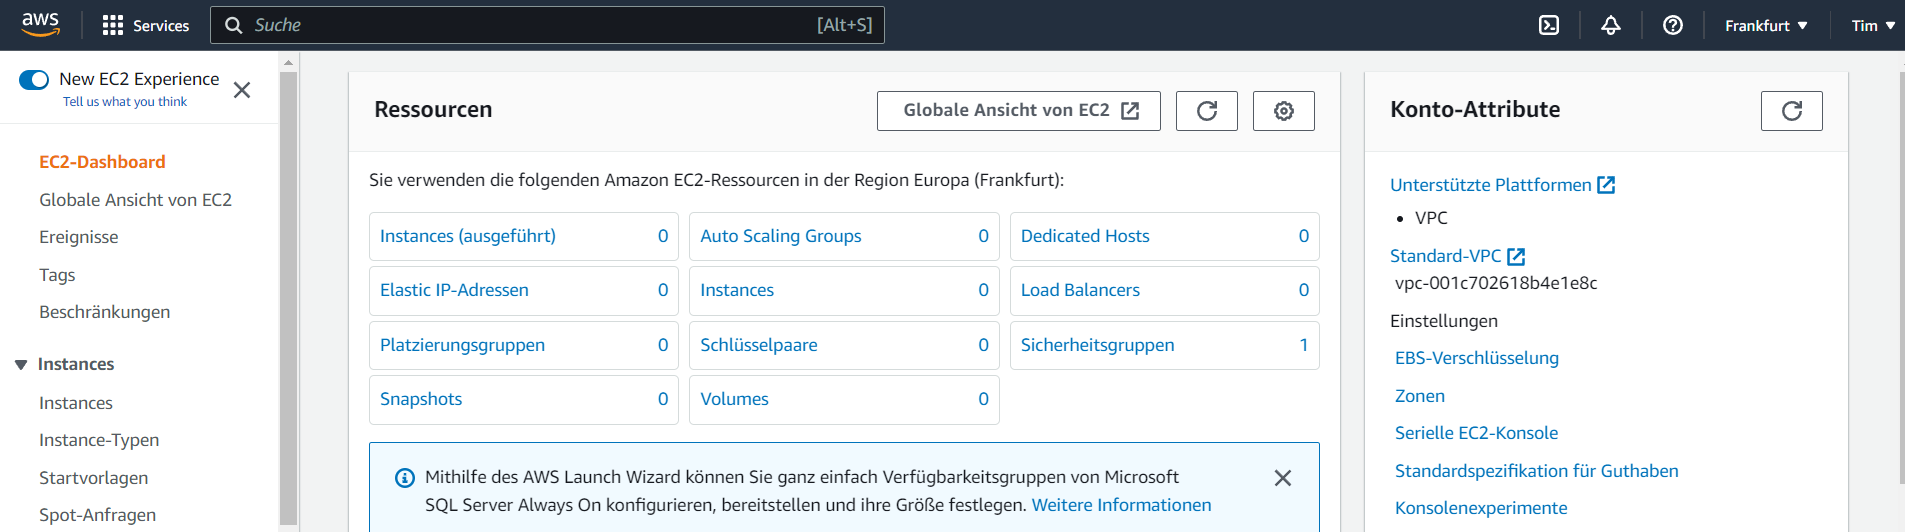 aws
Services
Suche
[Alt+S]
Frankfurt
Tim
New EC2 Experience
Tell us what you think
EC2-Dashboard
Globale Ansicht von EC2
Ereignisse
Tags
Beschränkungen
Instances
Instances
Instance-Typen
Startvorlagen
Spot-Anfragen
Ressourcen
Globale Ansicht von EC2
Sie verwenden die folgenden Amazon EC2-Ressourcen in der Region Europa (Frankfurt):
Instances (ausgeführt) 0
Auto Scaling Groups 0
Dedicated Hosts 0
Elastic IP-Adressen 0
Instances 0
Load Balancers 0
Platzierungsgruppen 0
Schlüsselpaare 0
Sicherheitsgruppen 1
Snapshots 0
Volumes 0
Mithilfe des AWS Launch Wizard können Sie ganz einfach Verfügbarkeitsgruppen von Microsoft
SQL Server Always On konfigurieren, bereitstellen und ihre Größe festlegen. Weitere Informationen
Konto-Attribute
Unterstützte Plattformen
• VPC
Standard-VPC
vpc-001c702618b4e1e8c
Einstellungen
EBS-Verschlüsselung
Zonen
Serielle EC2-Konsole
Standardspezifikation für Guthaben
Konsolenexperimente